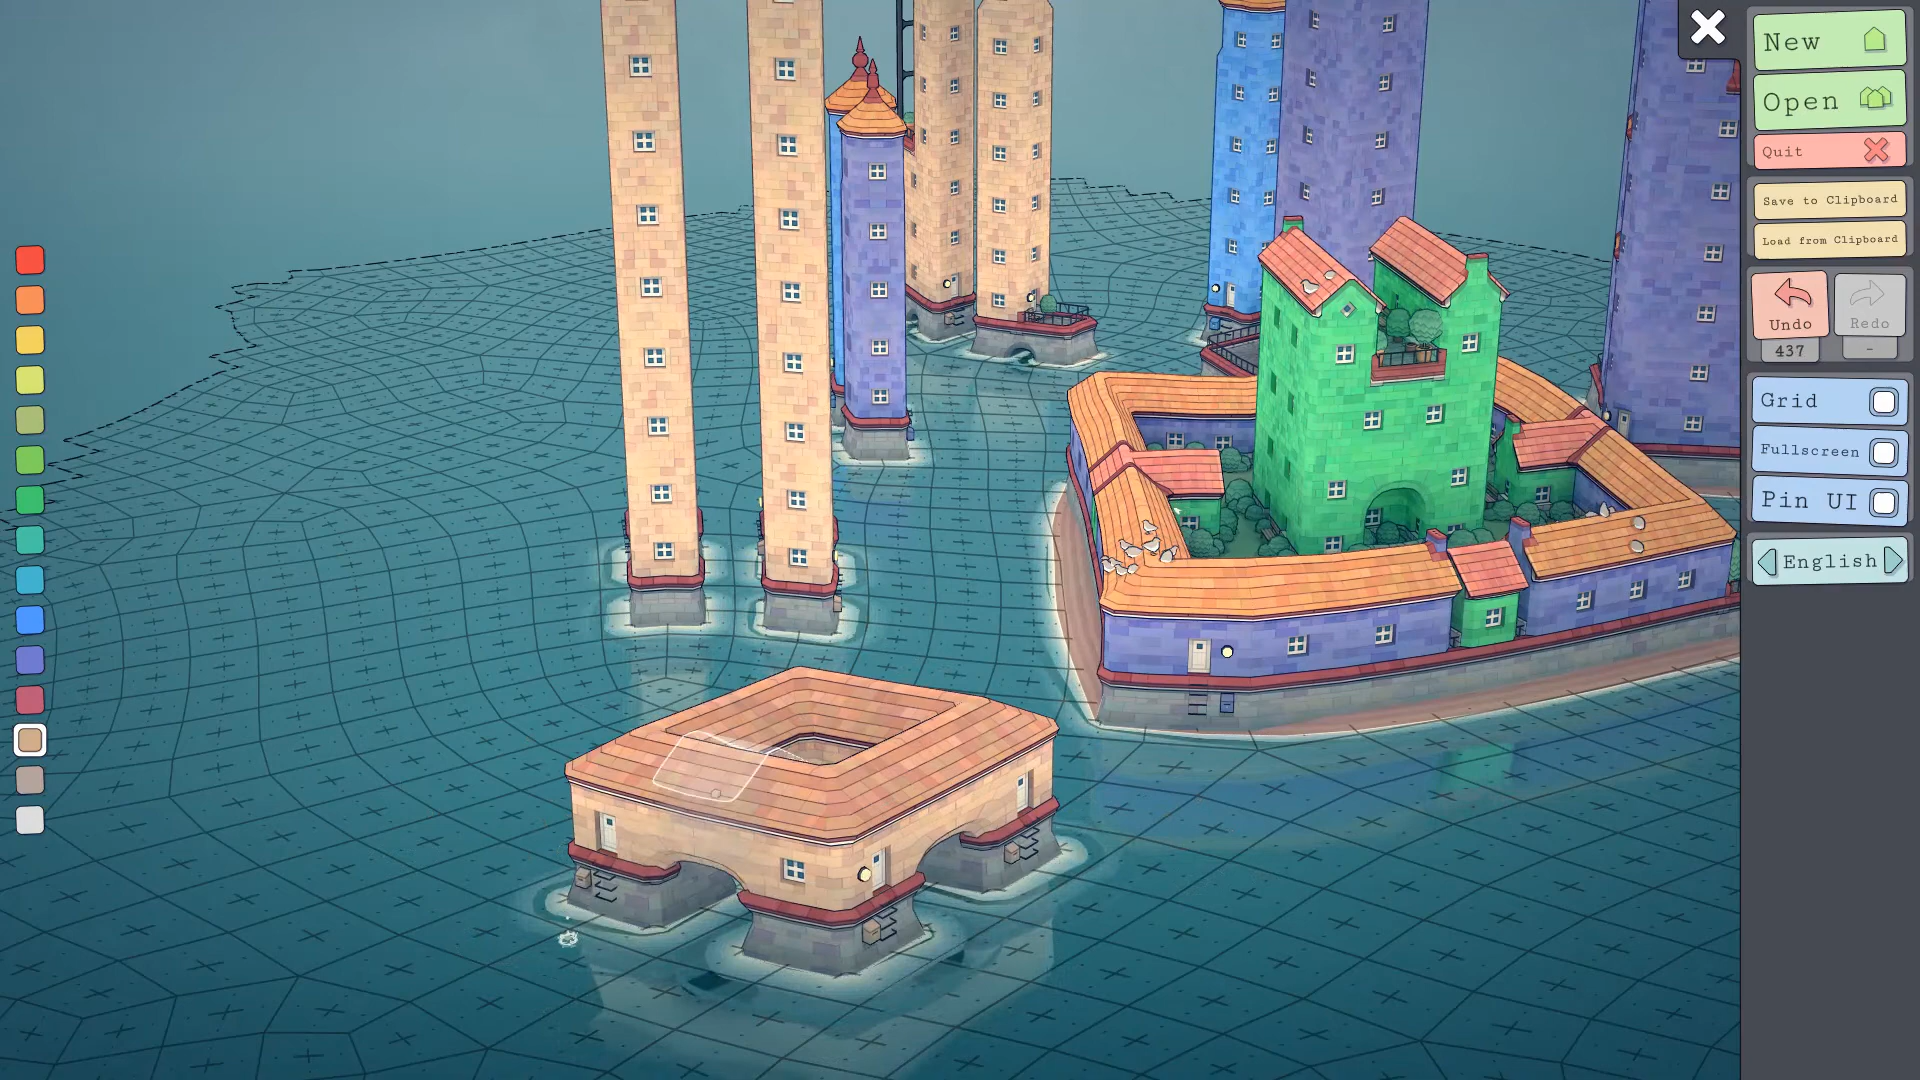 New
Open
Quit
Save to Clipboard
Load from Clipboard
Undo
Redo
437
-
Grid
Fullscreen
Pin UI
English